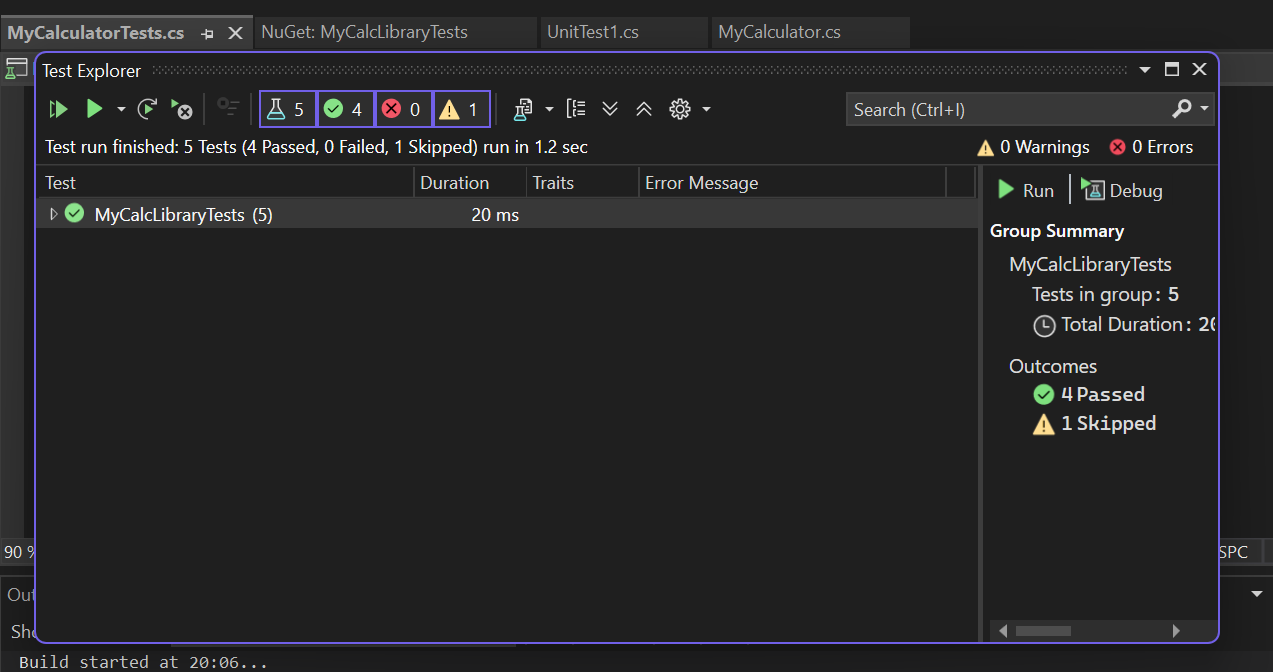 MyCalculatorTests.cs NuGet: MyCalcLibraryTests UnitTest1.cs MyCalculator.cs
Test Explorer
5 4 0 1 Search (Ctrl+I)
Test run finished: 5 Tests (4 Passed, 0 Failed, 1 Skipped) run in 1.2 sec 0 Warnings 0 Errors
Test Duration Traits Error Message
MyCalcLibraryTests (5) 20 ms
Run Debug
Group Summary
MyCalcLibraryTests
Tests in group: 5
Total Duration: 20
Outcomes
4 Passed
1 Skipped
90 % SPC
Out
Sho
Build started at 20:06...